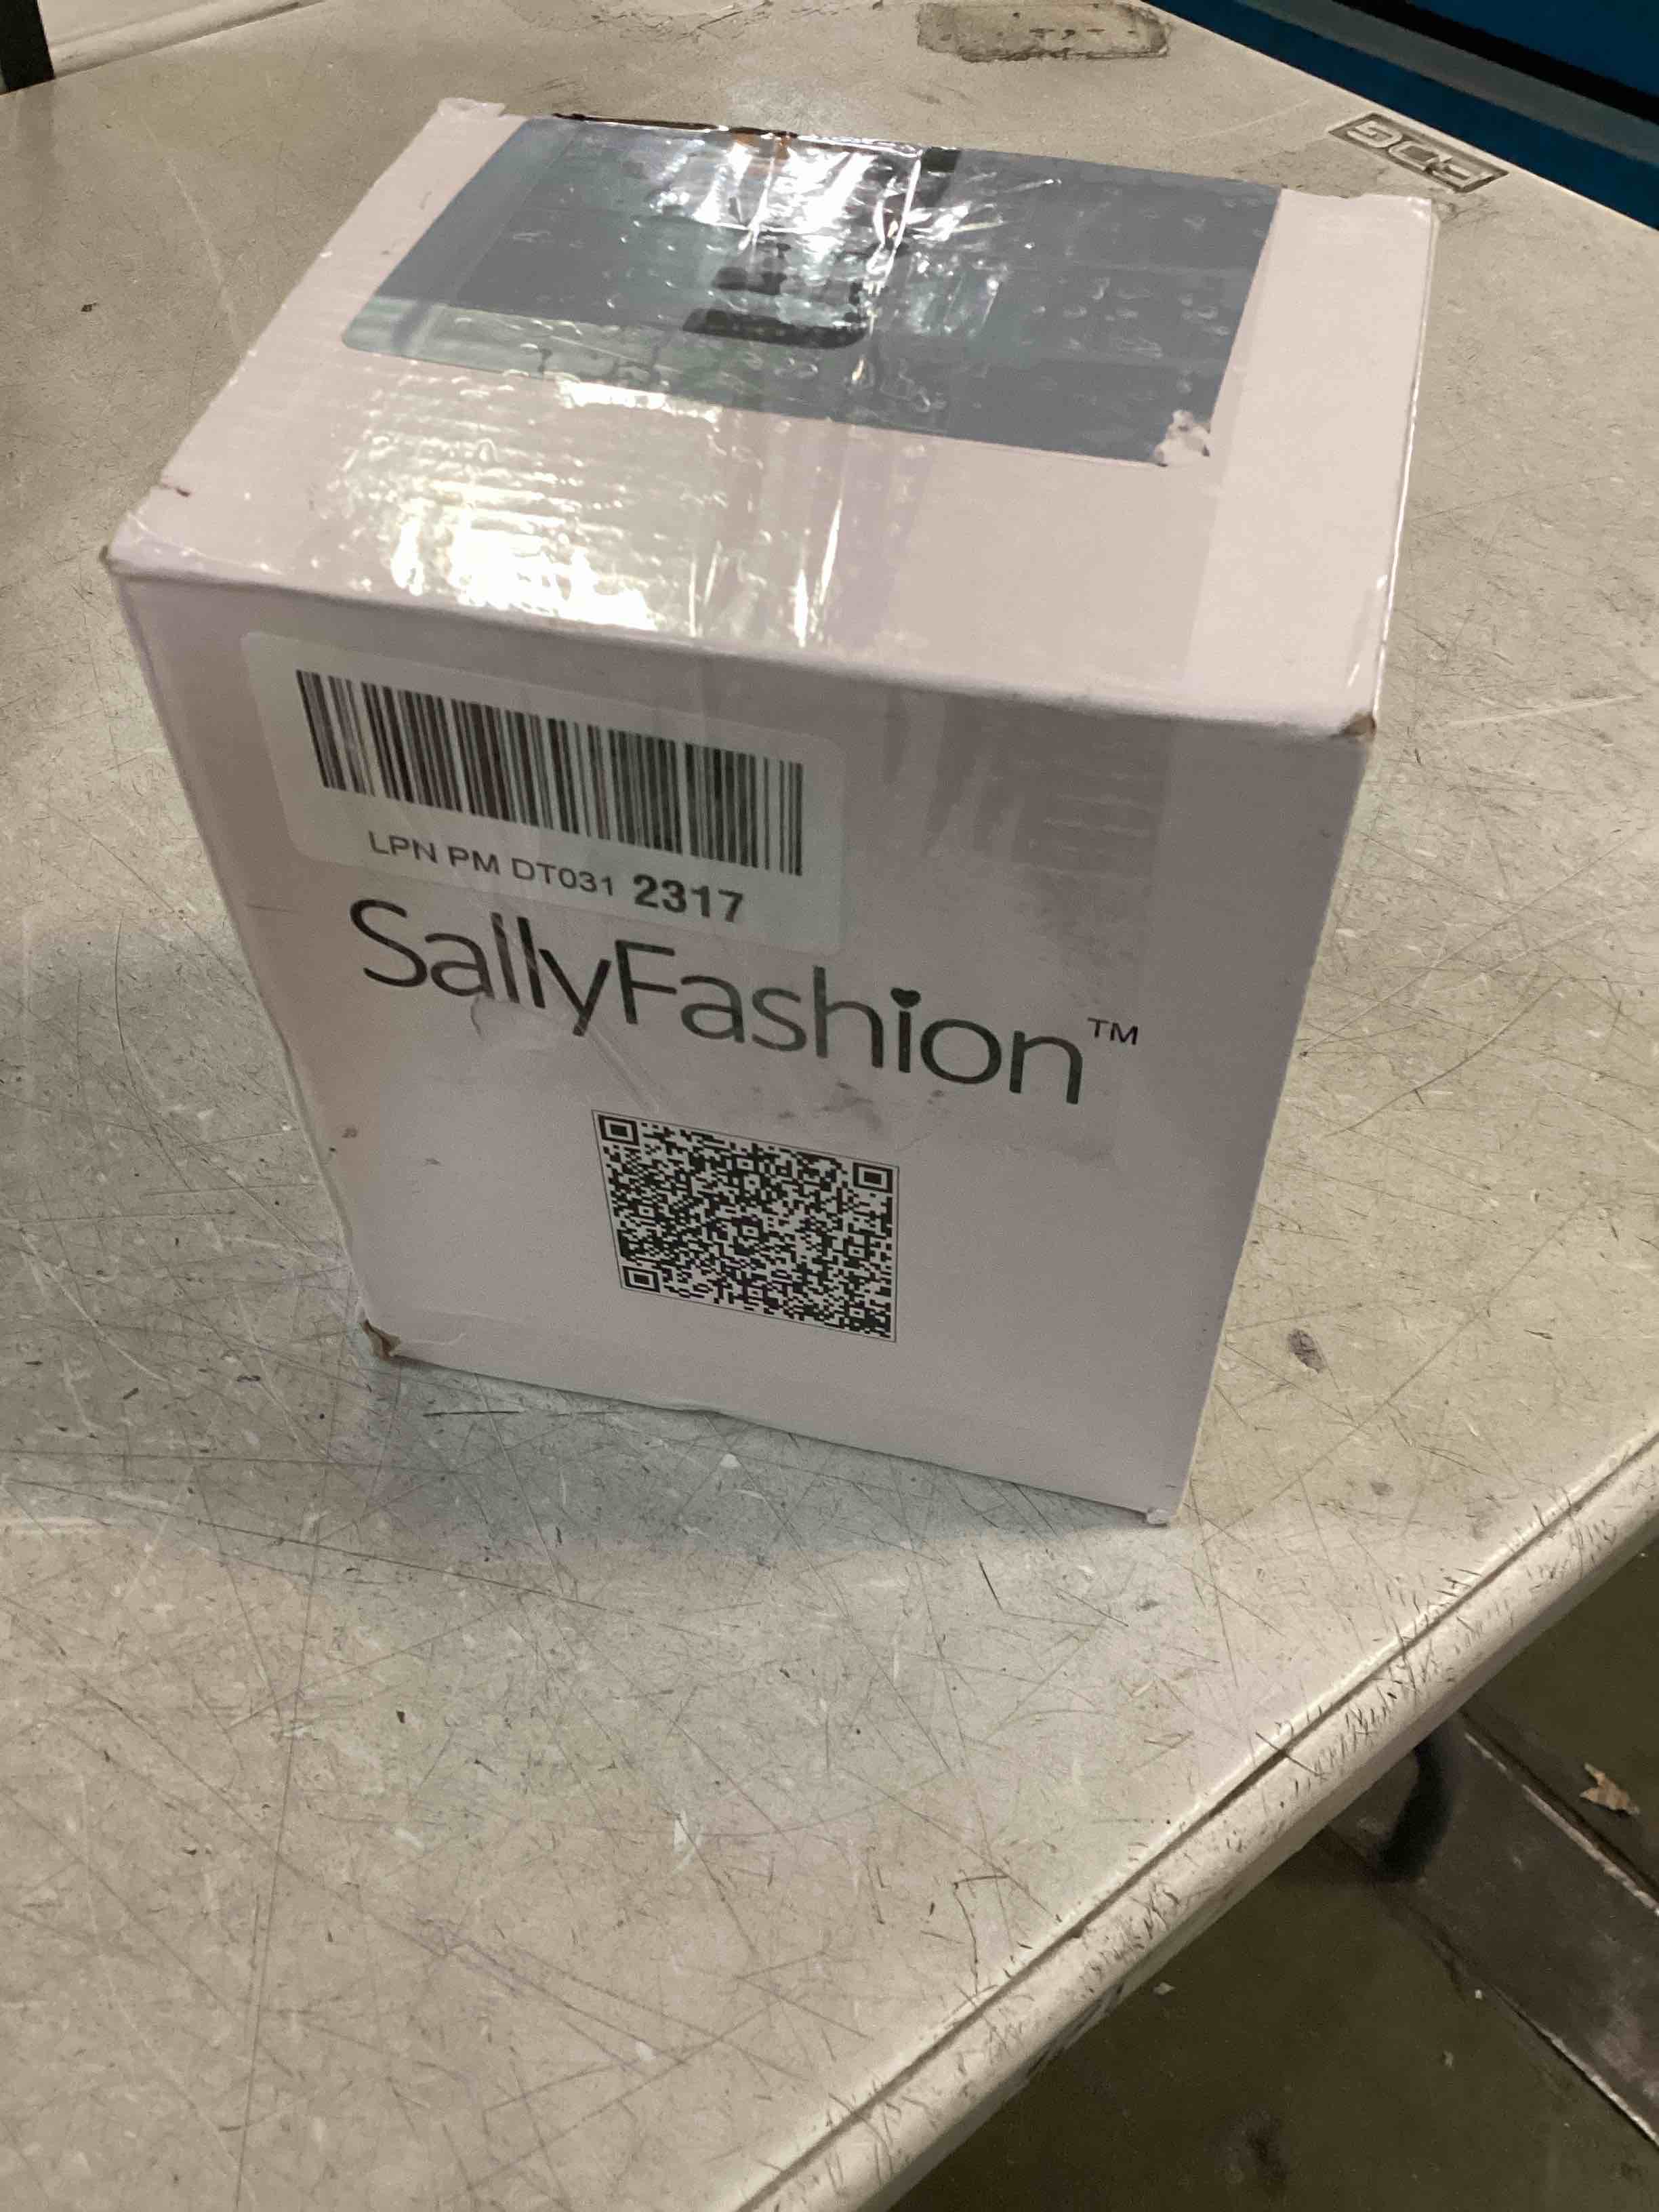 LPN PM DT031 2317
SallyFashion™